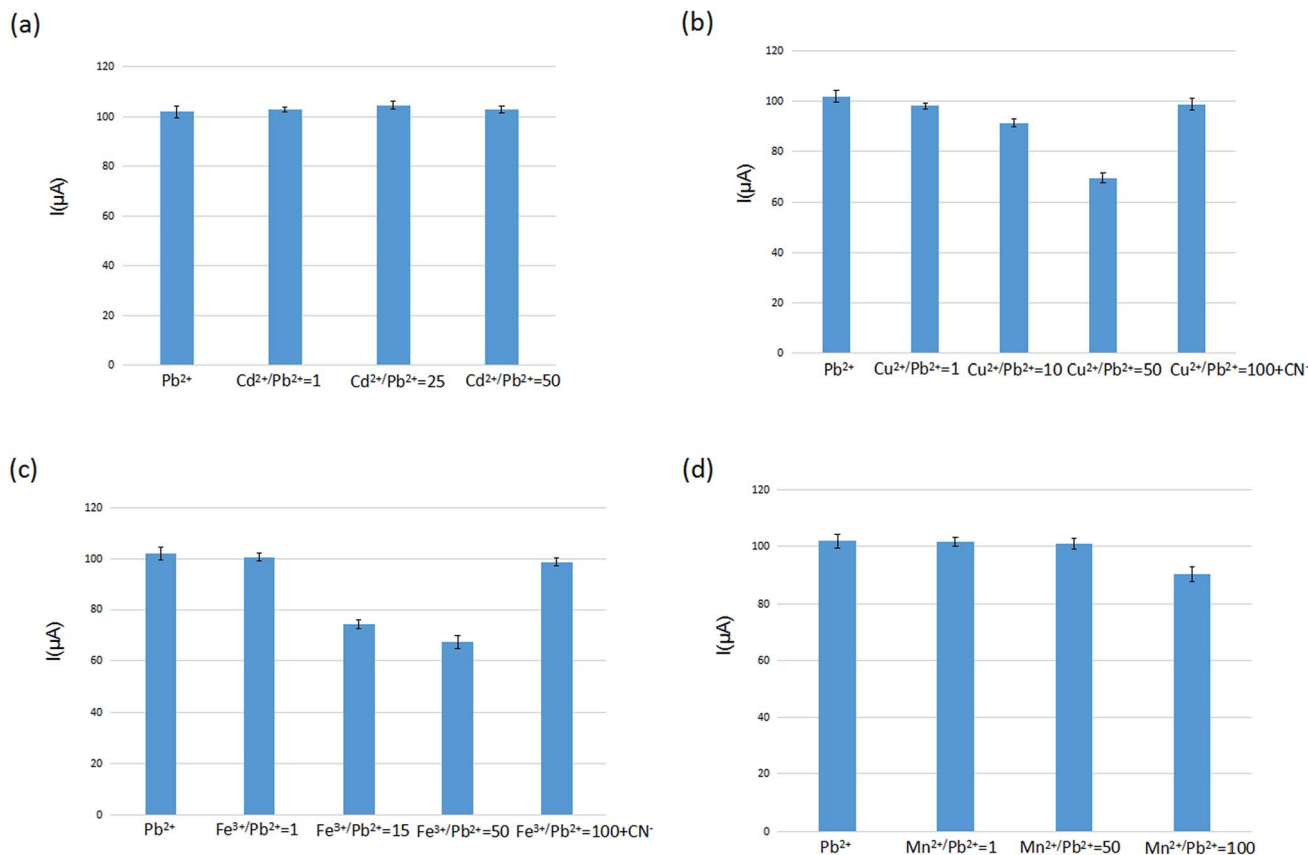 (a)
120
100
80
60
40
20
0
I(μA)
Pb²⁺ Cd²⁺/Pb²⁺=1 Cd²⁺/Pb²⁺=25 Cd²⁺/Pb²⁺=50
(b)
120
100
80
60
40
20
0
I(μA)
Pb²⁺ Cu²⁺/Pb²⁺=1 Cu²⁺/Pb²⁺=10 Cu²⁺/Pb²⁺=50 Cu²⁺/Pb²⁺=100+CN⁻
(c)
120
100
80
60
40
20
0
I(μA)
Pb²⁺ Fe³⁺/Pb²⁺=1 Fe³⁺/Pb²⁺=15 Fe³⁺/Pb²⁺=50 Fe³⁺/Pb²⁺=100+CN⁻
(d)
120
100
80
60
40
20
0
I(μA)
Pb²⁺ Mn²⁺/Pb²⁺=1 Mn²⁺/Pb²⁺=50 Mn²⁺/Pb²⁺=100